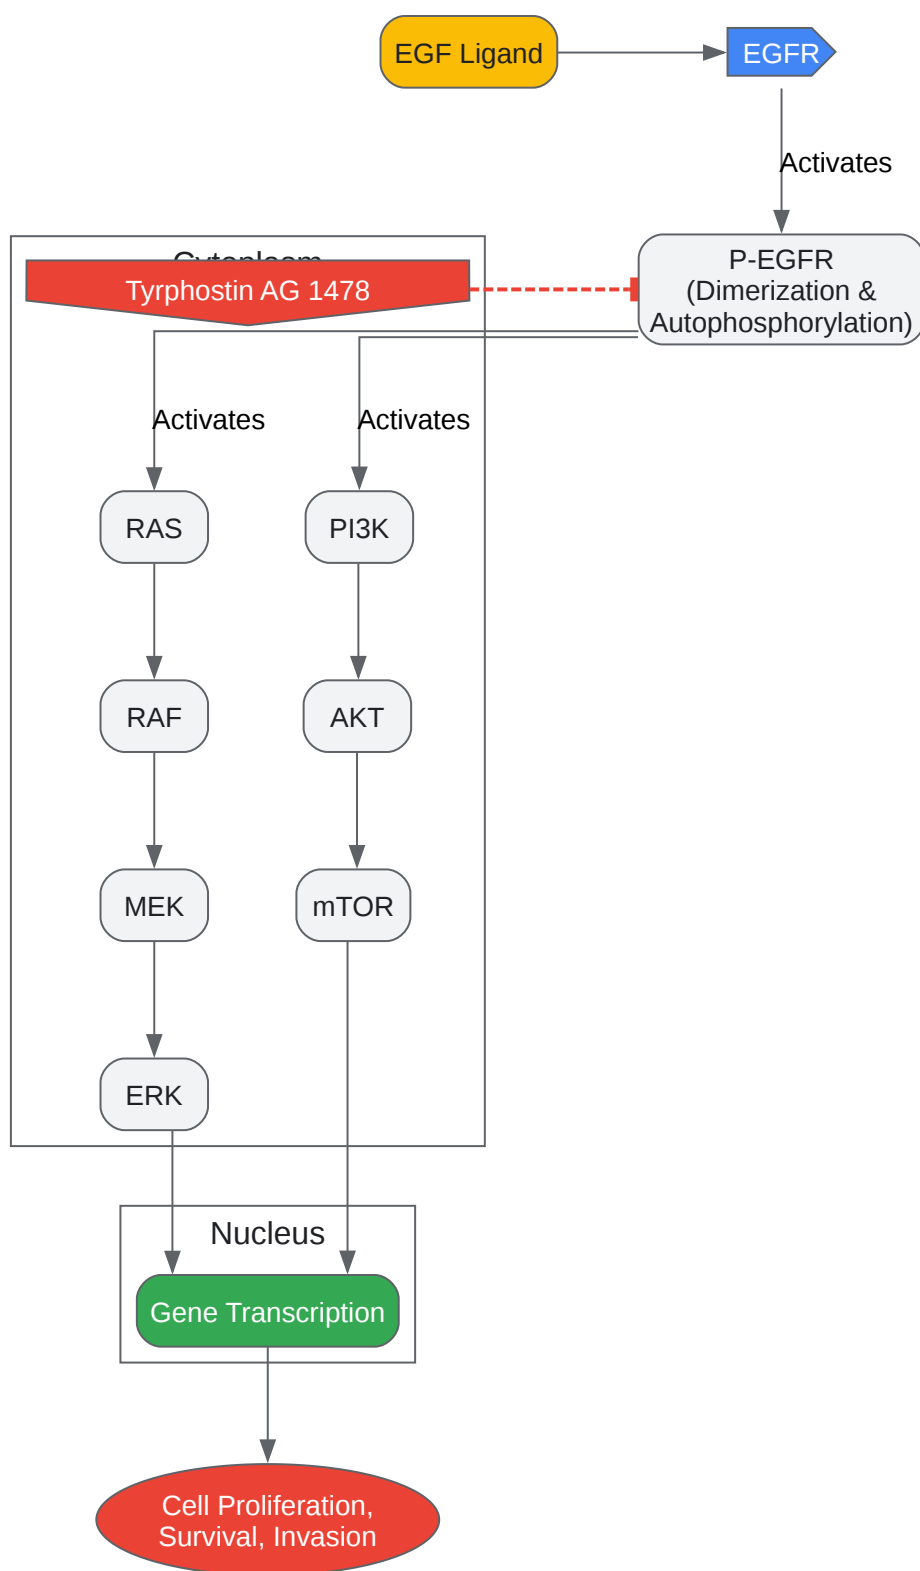 EGF Ligand
EGFR
Activates
P-EGFR
(Dimerization &
Autophosphorylation)
Cytoplasm
Tyrphostin AG 1478
Activates
Activates
RAS
PI3K
RAF
AKT
MEK
mTOR
ERK
Nucleus
Gene Transcription
Cell Proliferation,
Survival, Invasion